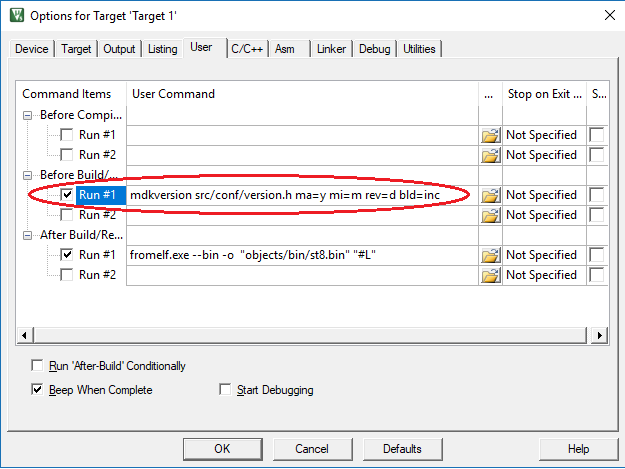 Options for Target 'Target 1'
Device Target Output Listing User C/C++ Asm Linker Debug Utilities
Command Items User Command ... Stop on Exit ... S...
Before Compi...
Run #1 Not Specified
Run #2 Not Specified
Before Build/...
Run #1 mdkversion src/conf/version.h ma=y mi=m rev=d bld=inc Not Specified
Run #2 Not Specified
After Build/Re...
Run #1 fromelf.exe --bin -o "objects/bin/st8.bin" "#L" Not Specified
Run #2 Not Specified
Run 'After-Build' Conditionally
Beep When Complete Start Debugging
OK Cancel Defaults Help